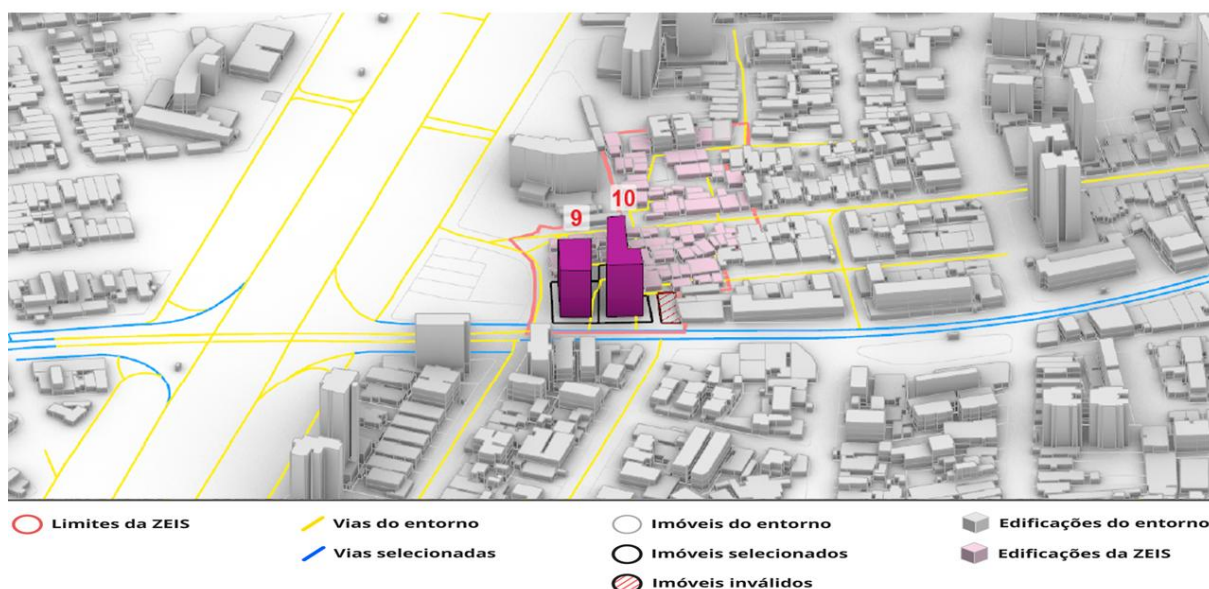 10
9
Limites da ZEIS
Vias do entorno
Imóveis do entorno
Edificações do entorno
Vias selecionadas
Imóveis selecionados
Edificações da ZEIS
Imóveis inválidos